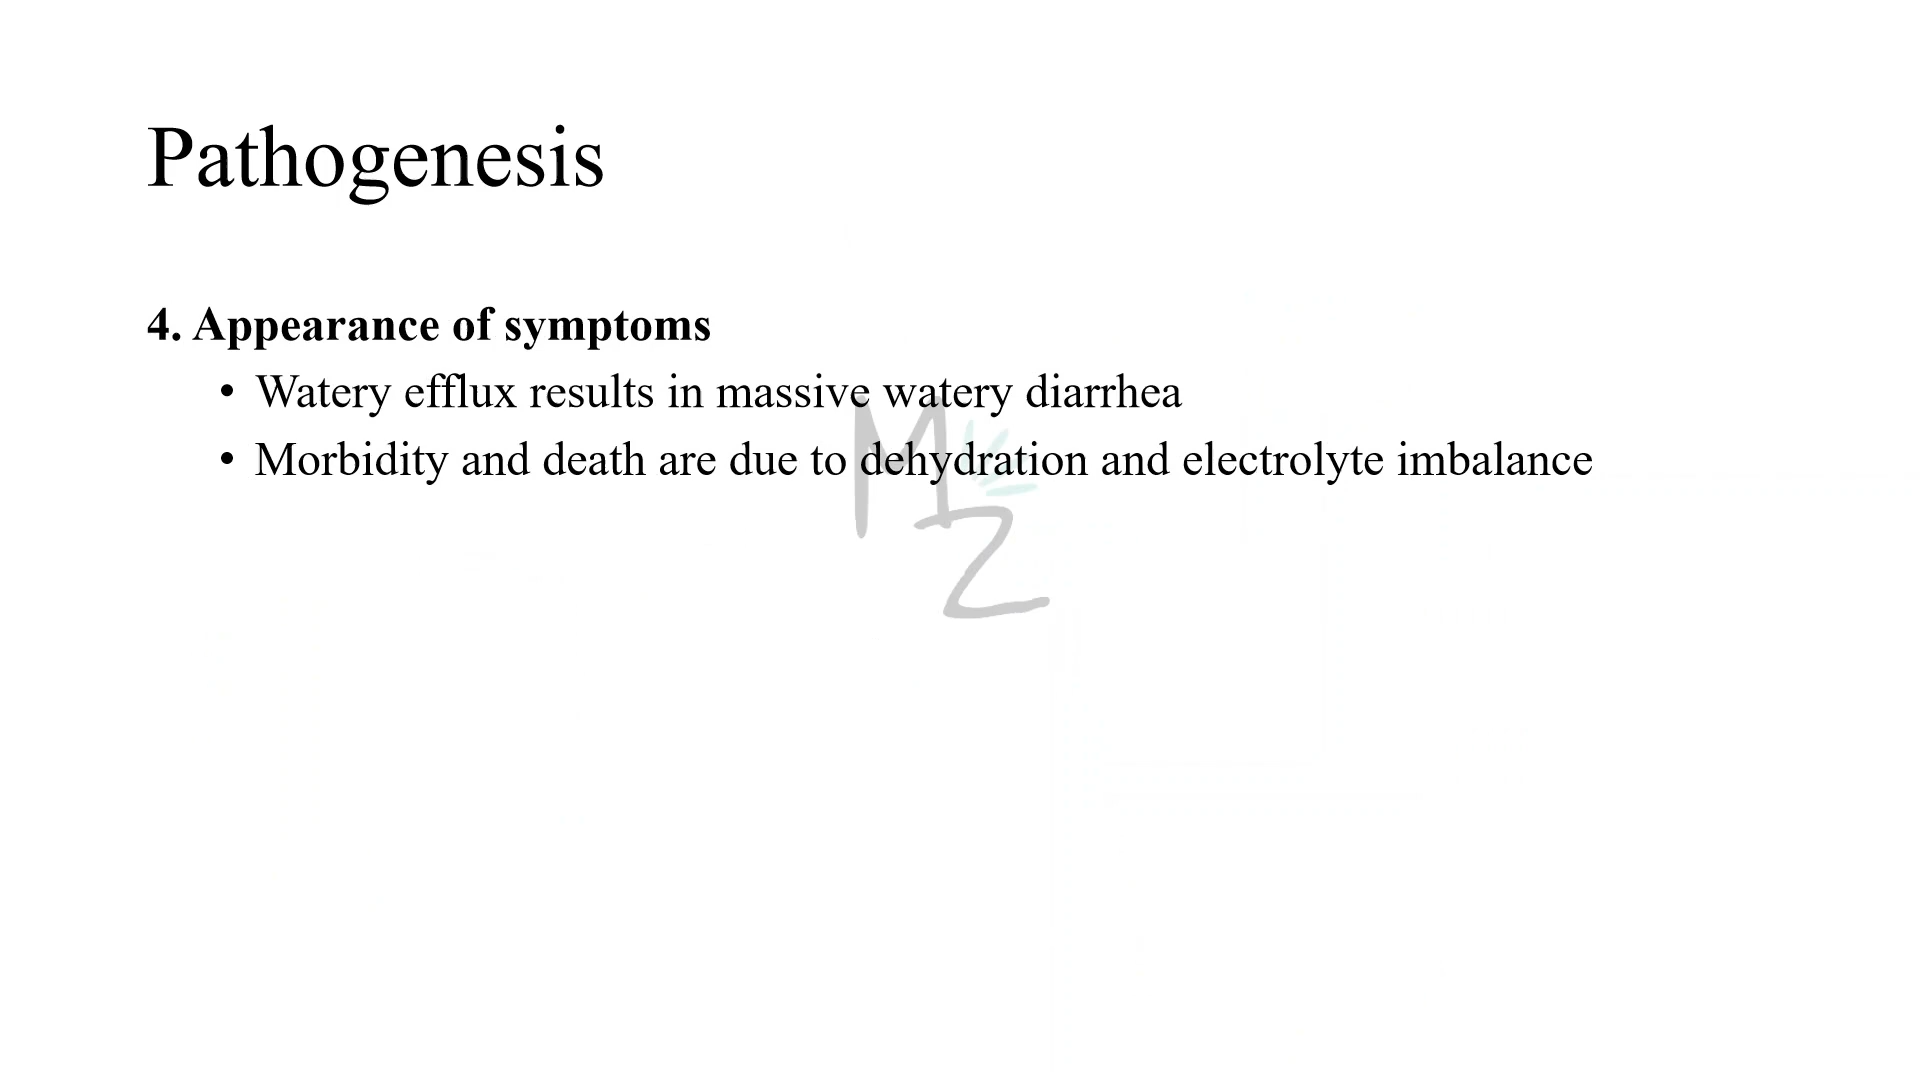 Pathogenesis
4. Appearance of symptoms
• Watery efflux results in massive watery diarrhea
• Morbidity and death are due to dehydration and electrolyte imbalance
MZ